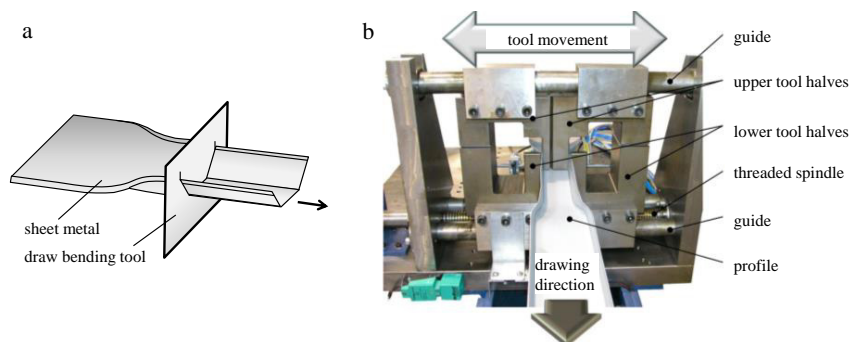 a
sheet metal
draw bending tool
b
tool movement
guide
upper tool halves
lower tool halves
threaded spindle
guide
profile
drawing
direction